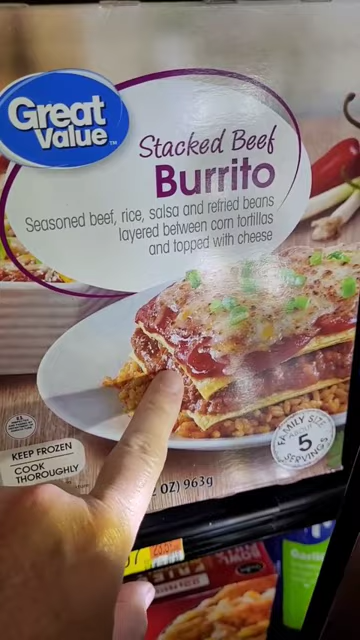 Great
Value™
Stacked Beef
Burrito
Seasoned beef, rice, salsa and refried beans
layered between corn tortillas
and topped with cheese
KEEP FROZEN
COOK
THOROUGHLY
OZ) 963g
FAMILY SIZE
5
SERVINGS